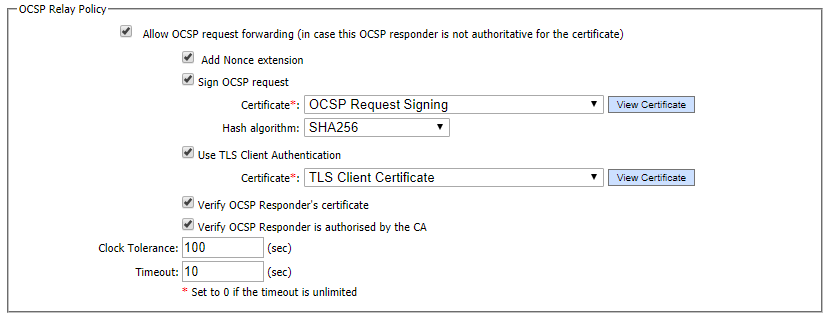 OCSP Relay Policy
Allow OCSP request forwarding (in case this OCSP responder is not authoritative for the certificate)
Add Nonce extension
Sign OCSP request
Certificate*: OCSP Request Signing View Certificate
Hash algorithm: SHA256
Use TLS Client Authentication
Certificate*: TLS Client Certificate View Certificate
Verify OCSP Responder's certificate
Verify OCSP Responder is authorised by the CA
Clock Tolerance: 100 (sec)
Timeout: 10 (sec)
* Set to 0 if the timeout is unlimited